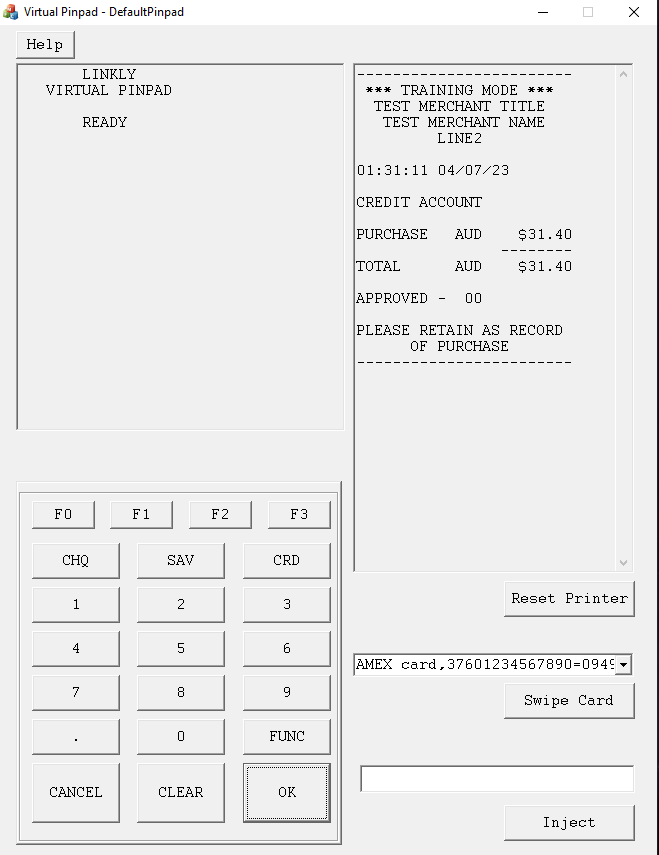 Virtual Pinpad - DefaultPinpad
Help
LINKLY
VIRTUAL PINPAD
READY
------------------------
*** TRAINING MODE ***
TEST MERCHANT TITLE
TEST MERCHANT NAME
LINE2
01:31:11 04/07/23
CREDIT ACCOUNT
PURCHASE AUD $31.40
--------
TOTAL AUD $31.40
APPROVED - 00
PLEASE RETAIN AS RECORD
OF PURCHASE
------------------------
F0 F1 F2 F3
CHQ SAV CRD
1 2 3
4 5 6
7 8 9
. 0 FUNC
CANCEL CLEAR OK
Reset Printer
AMEX card,37601234567890=0949
Swipe Card
Inject